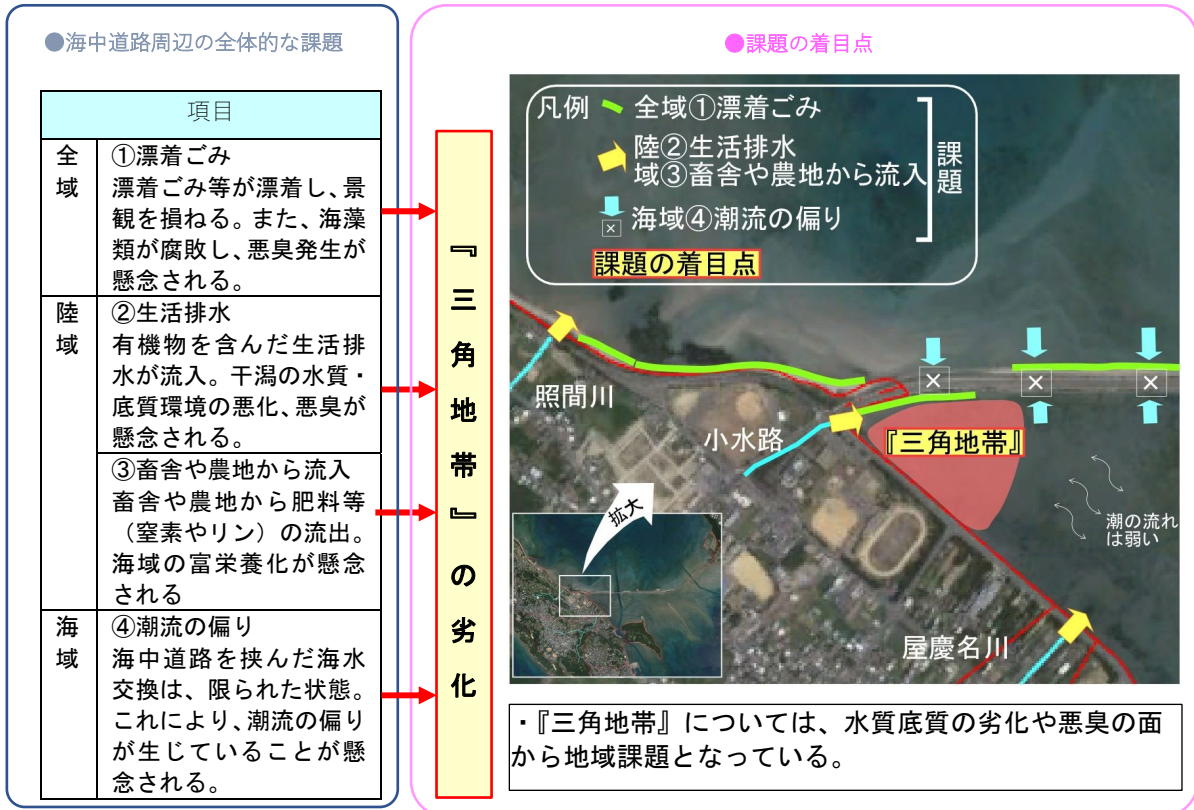 ●海中道路周辺の全体的な課題
項目
全域
①漂着ごみ
漂着ごみ等が漂着し、景
観を損ねる。また、海藻
類が腐敗し、悪臭発生が
懸念される。
陸域
②生活排水
有機物を含んだ生活排
水が流入。干潟の水質・
底質環境の悪化、悪臭が
懸念される。
③畜舎や農地から流入
畜舎や農地から肥料等
（窒素やリン）の流出。
海域の富栄養化が懸念
される
海域
④潮流の偏り
海中道路を挟んだ海水
交換は、限られた状態。
これにより、潮流の偏り
が生じていることが懸
念される。
『三角地帯』の劣化
●課題の着目点
凡例 全域①漂着ごみ
陸②生活排水
域③畜舎や農地から流入
海域④潮流の偏り
課題
課題の着目点
照間川
小水路
『三角地帯』
拡大
潮の流れ
は弱い
屋慶名川
・『三角地帯』については、水質底質の劣化や悪臭の面
から地域課題となっている。